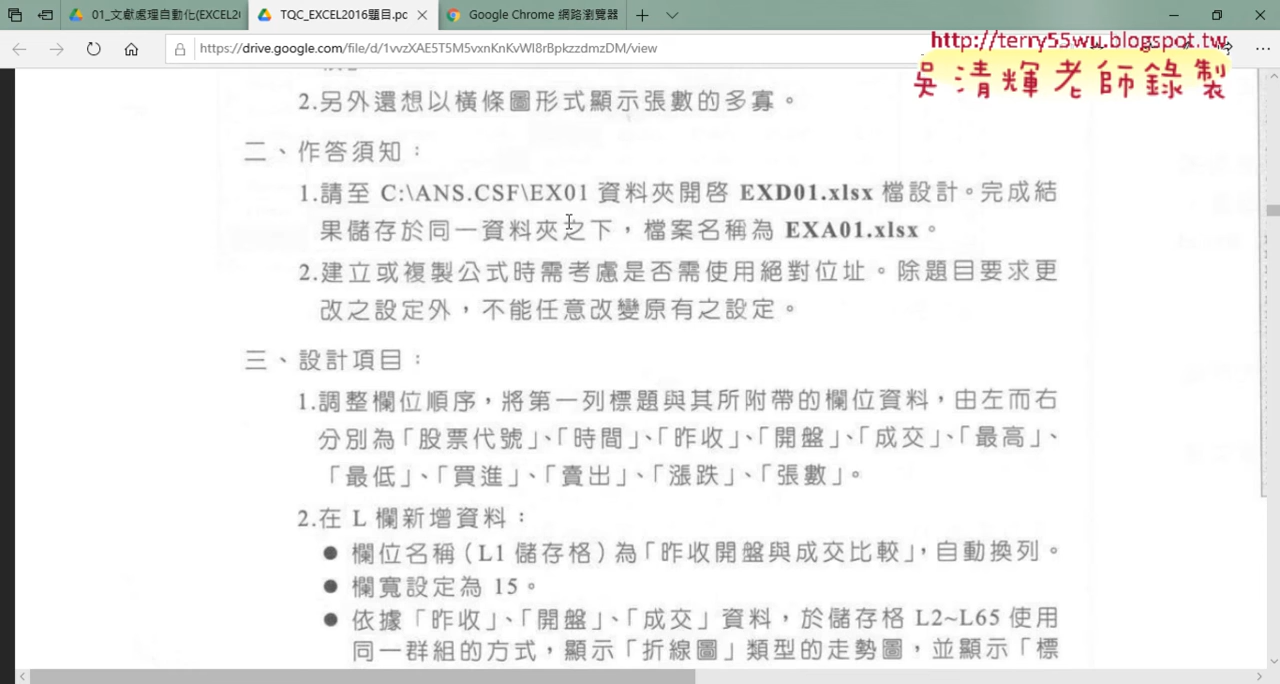 01_文獻處理自動化(EXCEL20
TQC_EXCEL2016題目.pc
Google Chrome 網路瀏覽器
https://drive.google.com/file/d/1vvzXAE5T5M5vxnKnKvWl8rBpkzzdmzDM/view
http://terry55wu.blogspot.tw
吳清輝老師錄製
2.另外還想以橫條圖形式顯示張數的多寡。
二、作答須知：
1.請至 C:\ANS.CSF\EX01 資料夾開啓 EXD01.xlsx 檔設計。完成結
果儲存於同一資料夾之下，檔案名稱為 EXA01.xlsx。
2.建立或複製公式時需考慮是否需使用絕對位址。除題目要求更
改之設定外，不能任意改變原有之設定。
三、設計項目：
1.調整欄位順序，將第一列標題與其所附帶的欄位資料，由左而右
分別為「股票代號」、「時間」、「昨收」、「開盤」、「成交」、「最高」、
「最低」、「買進」、「賣出」、「漲跌」、「張數」。
2.在 L 欄新增資料：
● 欄位名稱（L1 儲存格）為「昨收開盤與成交比較」，自動換列。
● 欄寬設定為 15。
● 依據「昨收」、「開盤」、「成交」資料，於儲存格 L2~L65 使用
同一群組的方式，顯示「折線圖」類型的走勢圖，並顯示「標